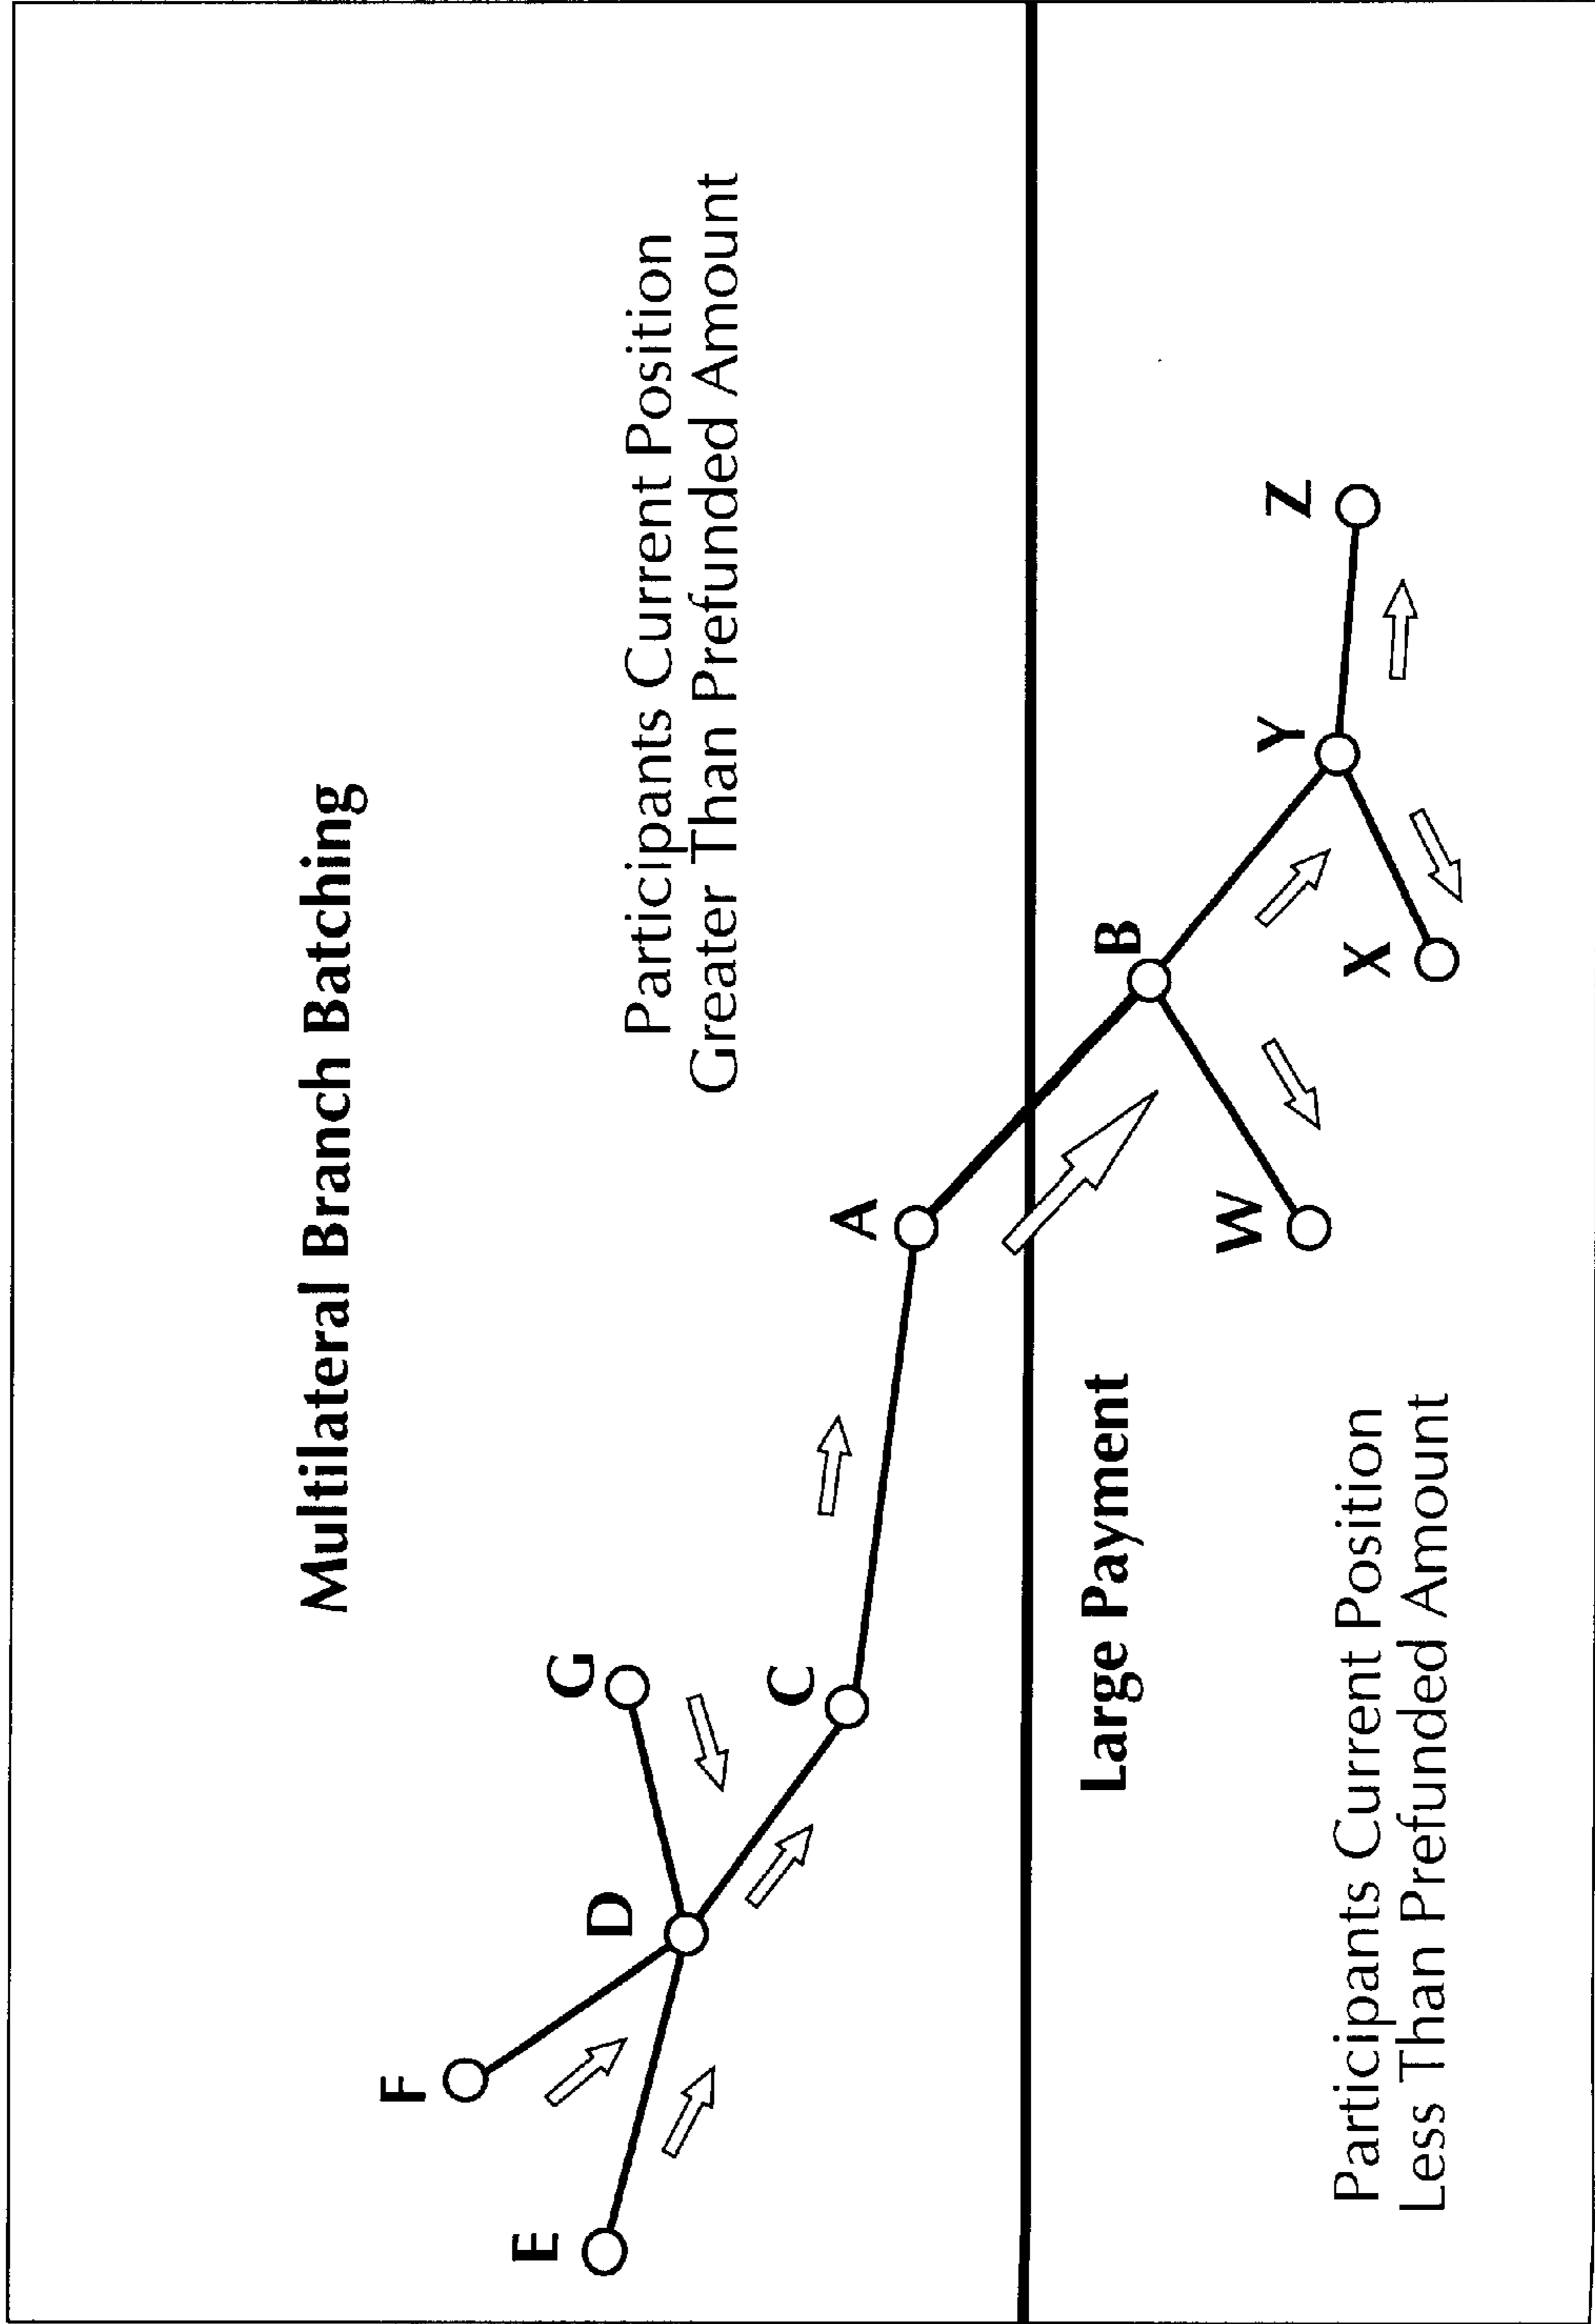 Multilateral Branch Batching
F
G
E
D
Participants Current Position
Greater Than Prefunded Amount
C
A
Large Payment
B
W
Y
Z
X
Participants Current Position
Less Than Prefunded Amount